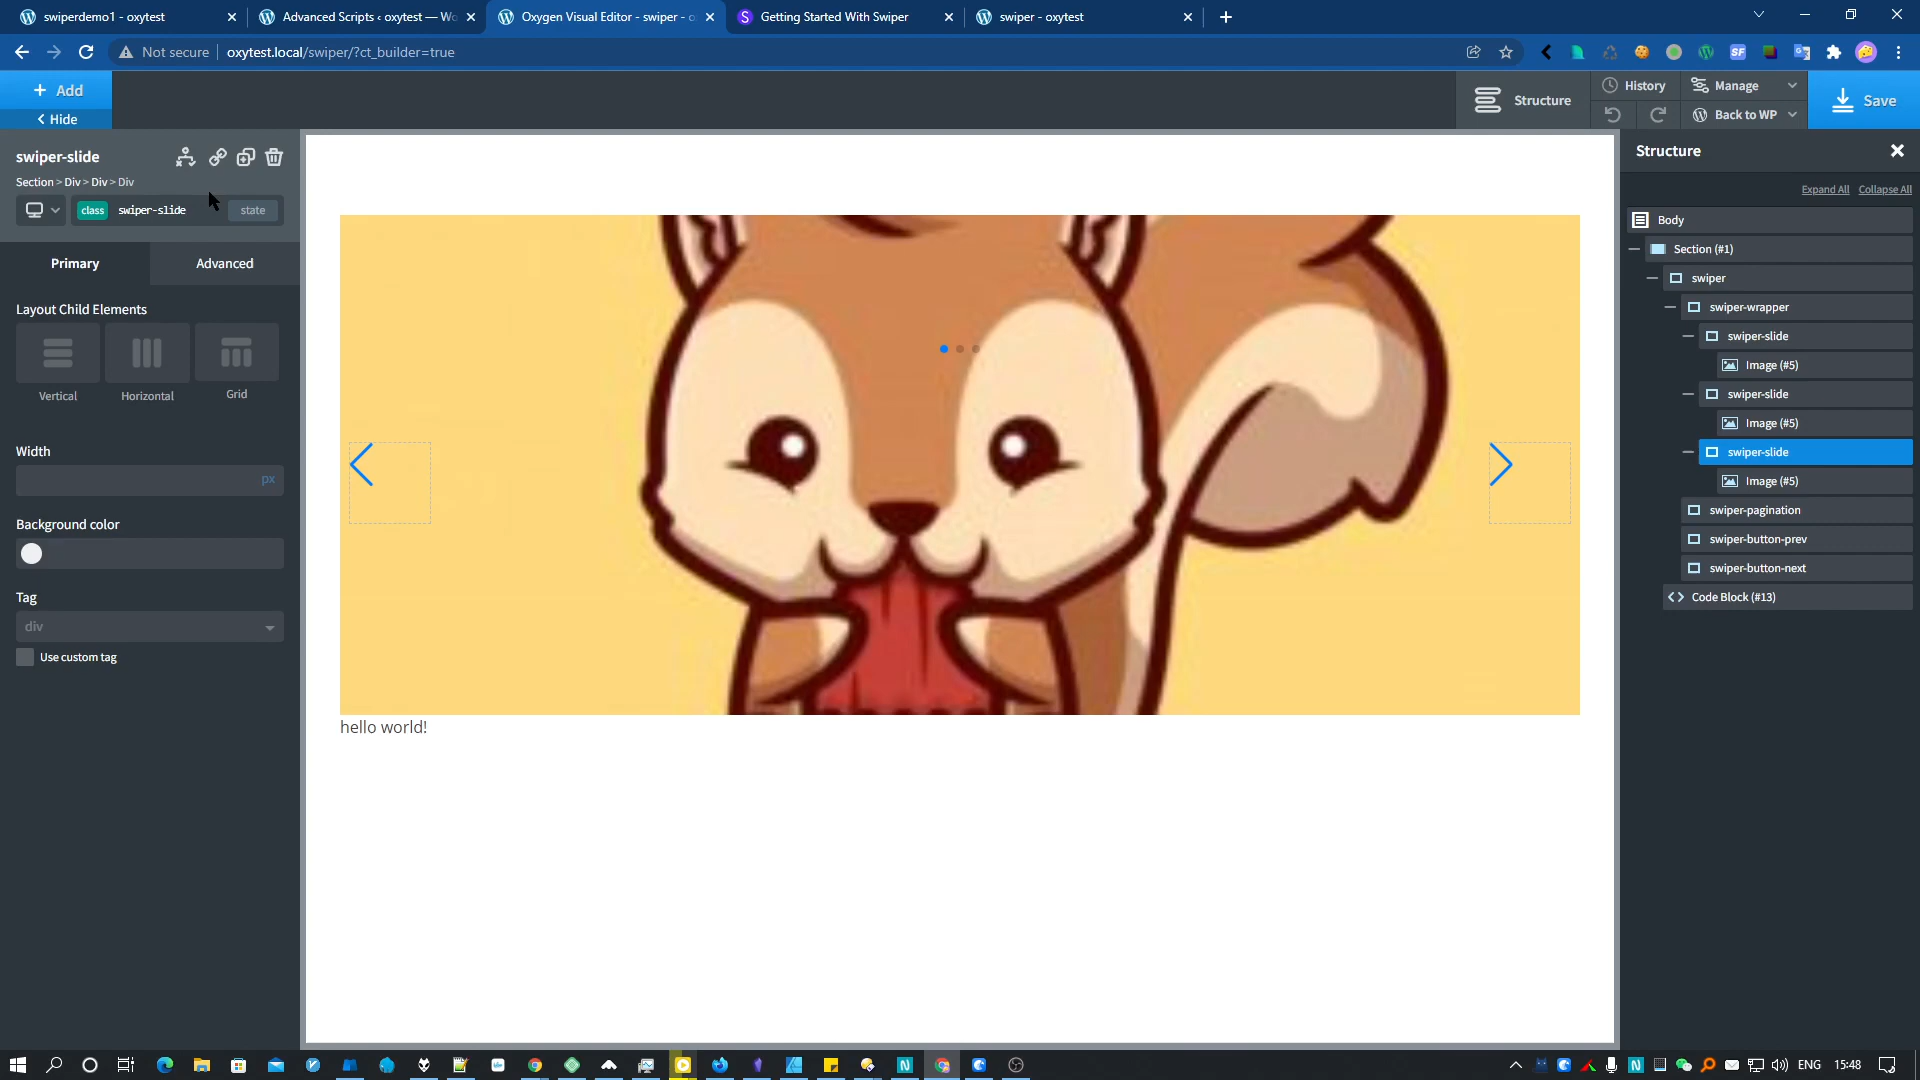 swiperdemo1 - oxytest
Advanced Scripts ‹ oxytest — Wo
Oxygen Visual Editor - swiper - o
Getting Started With Swiper
swiper - oxytest
Not secure
oxytest.local/swiper/?ct_builder=true
+ Add
Hide
Structure
History
Manage
Back to WP
Save
swiper-slide
Section > Div > Div > Div
class swiper-slide state
Primary Advanced
Layout Child Elements
Vertical Horizontal Grid
Width
px
Background color
Tag
div
Use custom tag
hello world!
Structure
Expand All Collapse All
Body
Section (#1)
swiper
swiper-wrapper
swiper-slide
Image (#5)
swiper-slide
Image (#5)
swiper-slide
Image (#5)
swiper-pagination
swiper-button-prev
swiper-button-next
Code Block (#13)
ENG 15:48